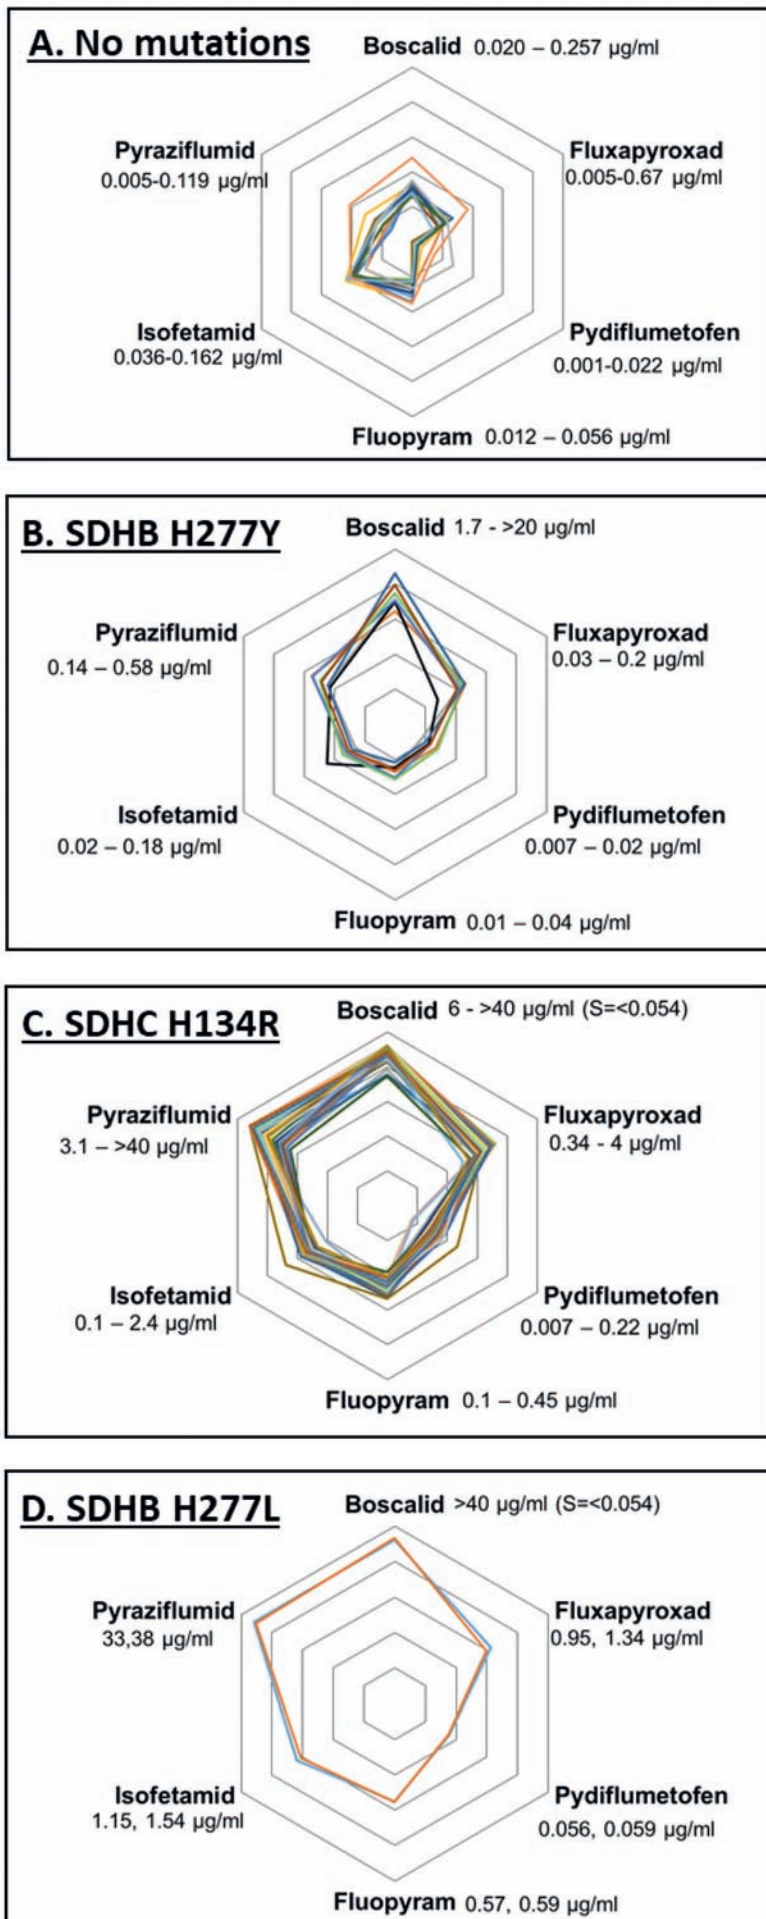 A. No mutations
Boscalid 0.020 – 0.257 µg/ml
Pyraziflumid
0.005-0.119 µg/ml
Fluxapyroxad
0.005-0.67 µg/ml
Isofetamid
0.036-0.162 µg/ml
Pydiflumetofen
0.001-0.022 µg/ml
Fluopyram 0.012 – 0.056 µg/ml
B. SDHB H277Y
Boscalid 1.7 - >20 µg/ml
Pyraziflumid
0.14 – 0.58 µg/ml
Fluxapyroxad
0.03 – 0.2 µg/ml
Isofetamid
0.02 – 0.18 µg/ml
Pydiflumetofen
0.007 – 0.02 µg/ml
Fluopyram 0.01 – 0.04 µg/ml
C. SDHC H134R
Boscalid 6 - >40 µg/ml (S=<0.054)
Pyraziflumid
3.1 – >40 µg/ml
Fluxapyroxad
0.34 - 4 µg/ml
Isofetamid
0.1 – 2.4 µg/ml
Pydiflumetofen
0.007 – 0.22 µg/ml
Fluopyram 0.1 – 0.45 µg/ml
D. SDHB H277L
Boscalid >40 µg/ml (S=<0.054)
Pyraziflumid
33,38 µg/ml
Fluxapyroxad
0.95, 1.34 µg/ml
Isofetamid
1.15, 1.54 µg/ml
Pydiflumetofen
0.056, 0.059 µg/ml
Fluopyram 0.57, 0.59 µg/ml